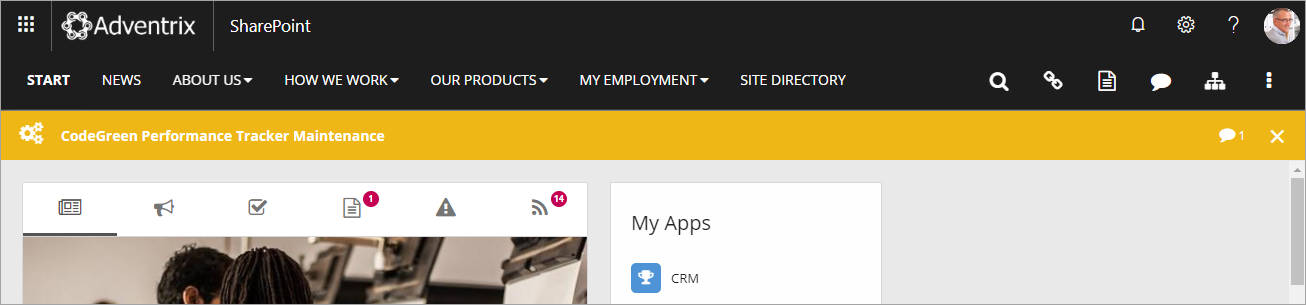 Adventrix SharePoint
START NEWS ABOUT US HOW WE WORK OUR PRODUCTS MY EMPLOYMENT SITE DIRECTORY
CodeGreen Performance Tracker Maintenance 1
1 14
My Apps
CRM